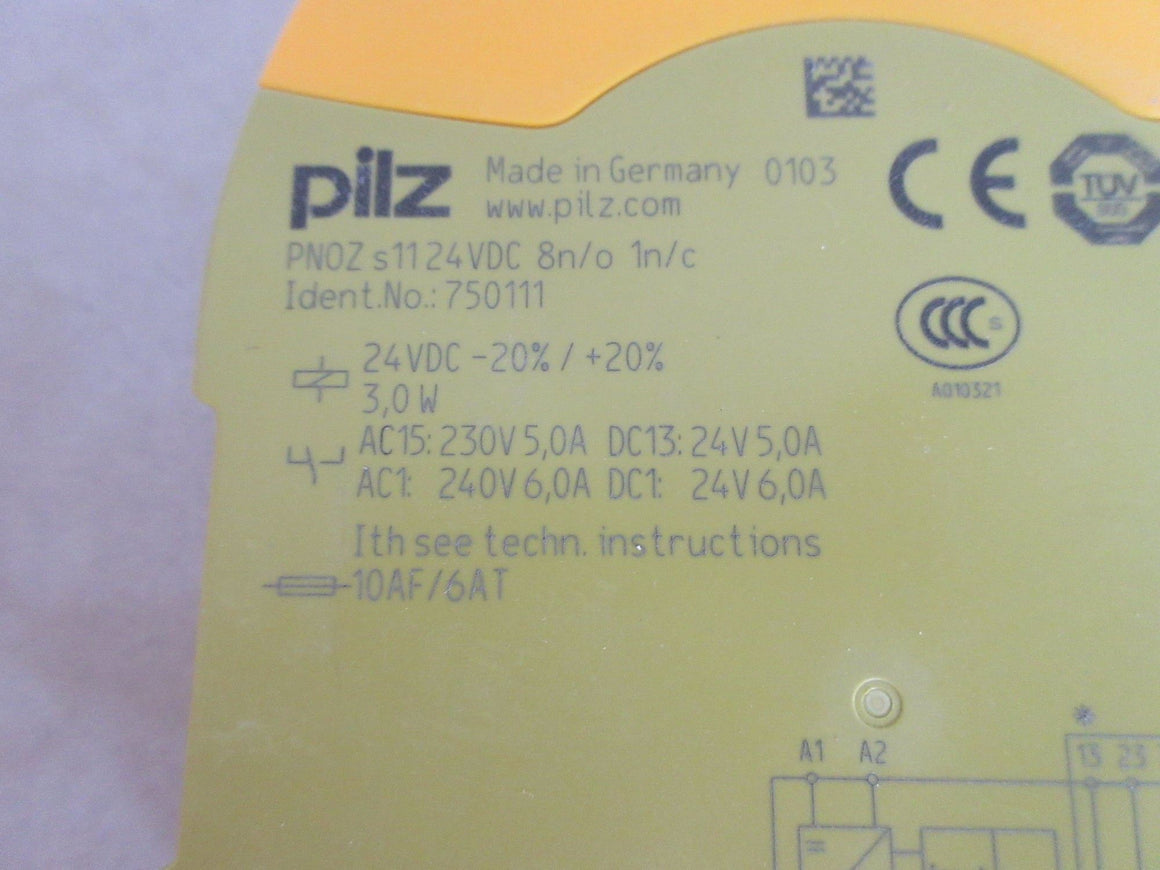 pilz Made in Germany 0103
www.pilz.com
CE
TÜV
PNOZ s11 24VDC 8n/o 1n/c
Ident.No.: 750111
CCC S
A010321
24VDC -20% / +20%
3,0 W
AC15: 230V 5,0A DC13: 24V 5,0A
AC1: 240V 6,0A DC1: 24V 6,0A
Ith see techn. instructions
10AF/6AT
*
A1 A2 13 23